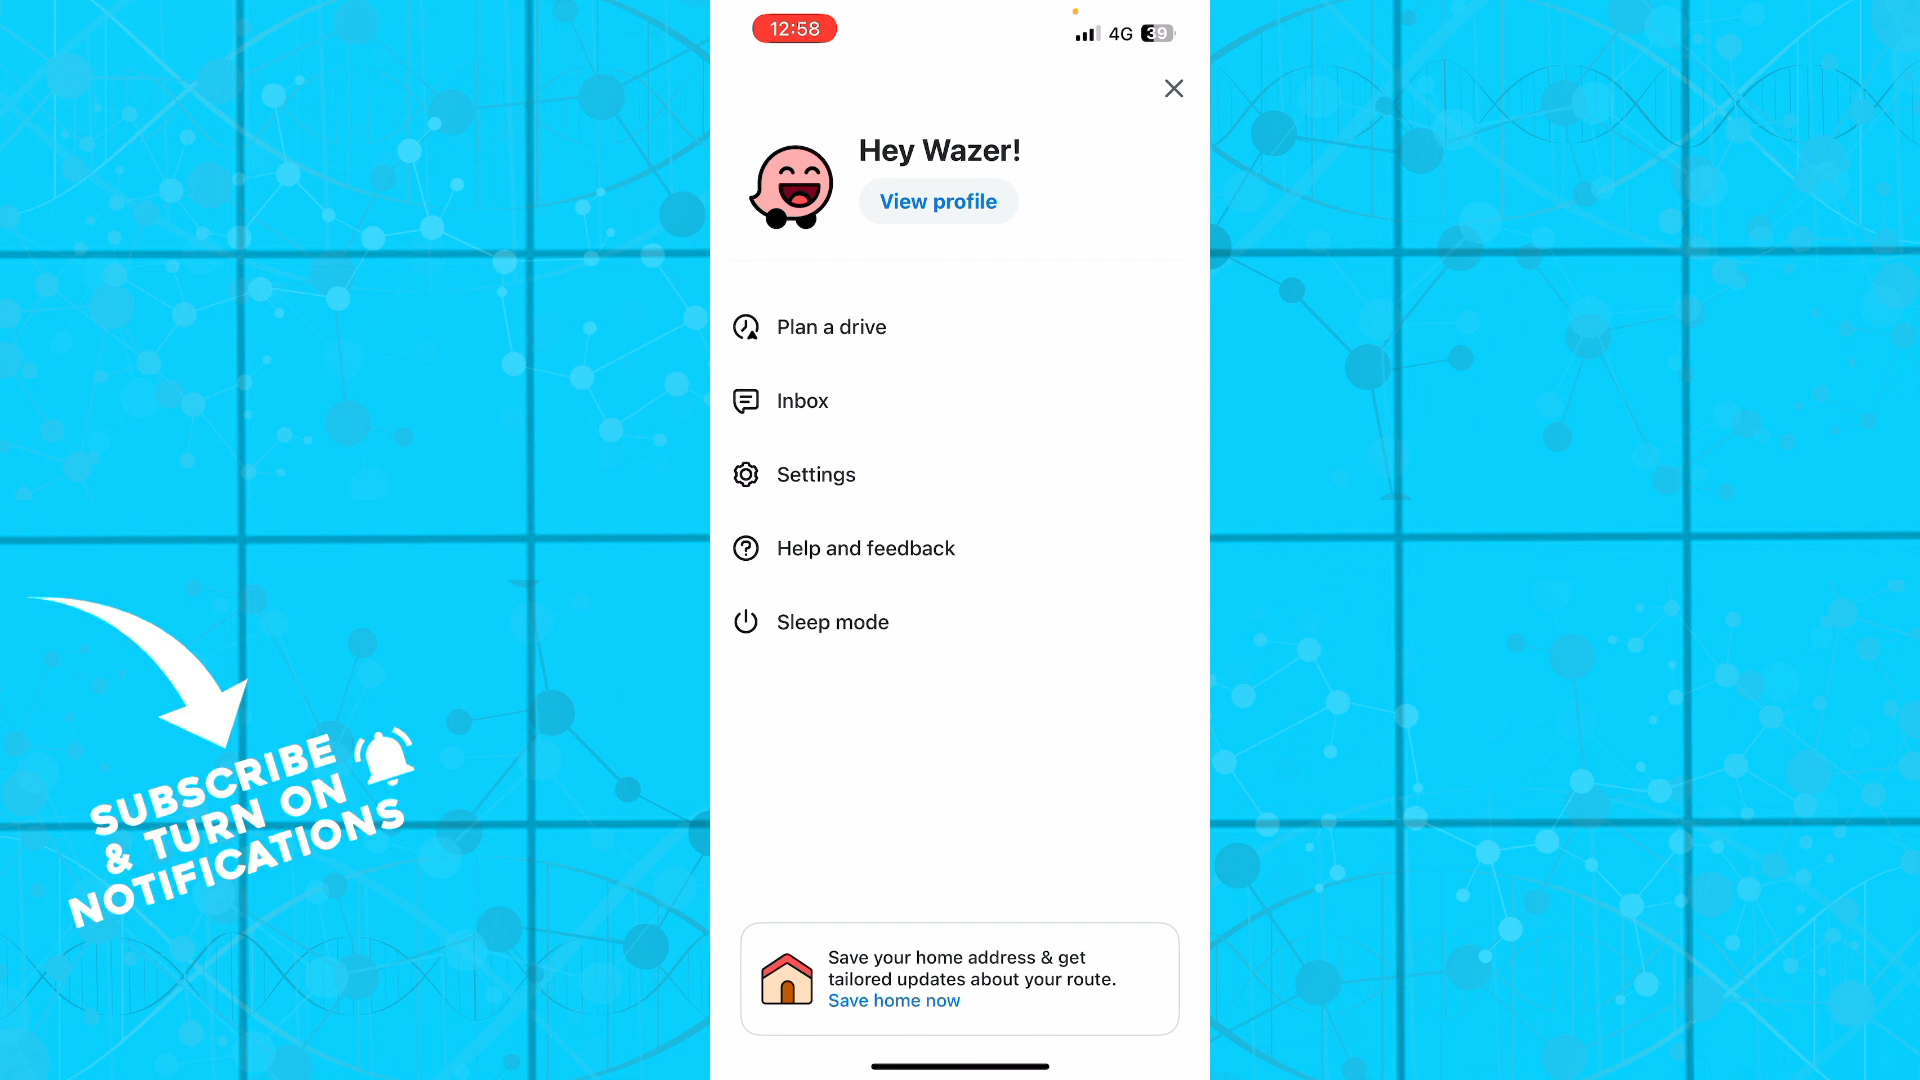 12:58
4G 39
Hey Wazer!
View profile
Plan a drive
Inbox
Settings
Help and feedback
Sleep mode
SUBSCRIBE
& TURN ON
NOTIFICATIONS
Save your home address & get
tailored updates about your route.
Save home now